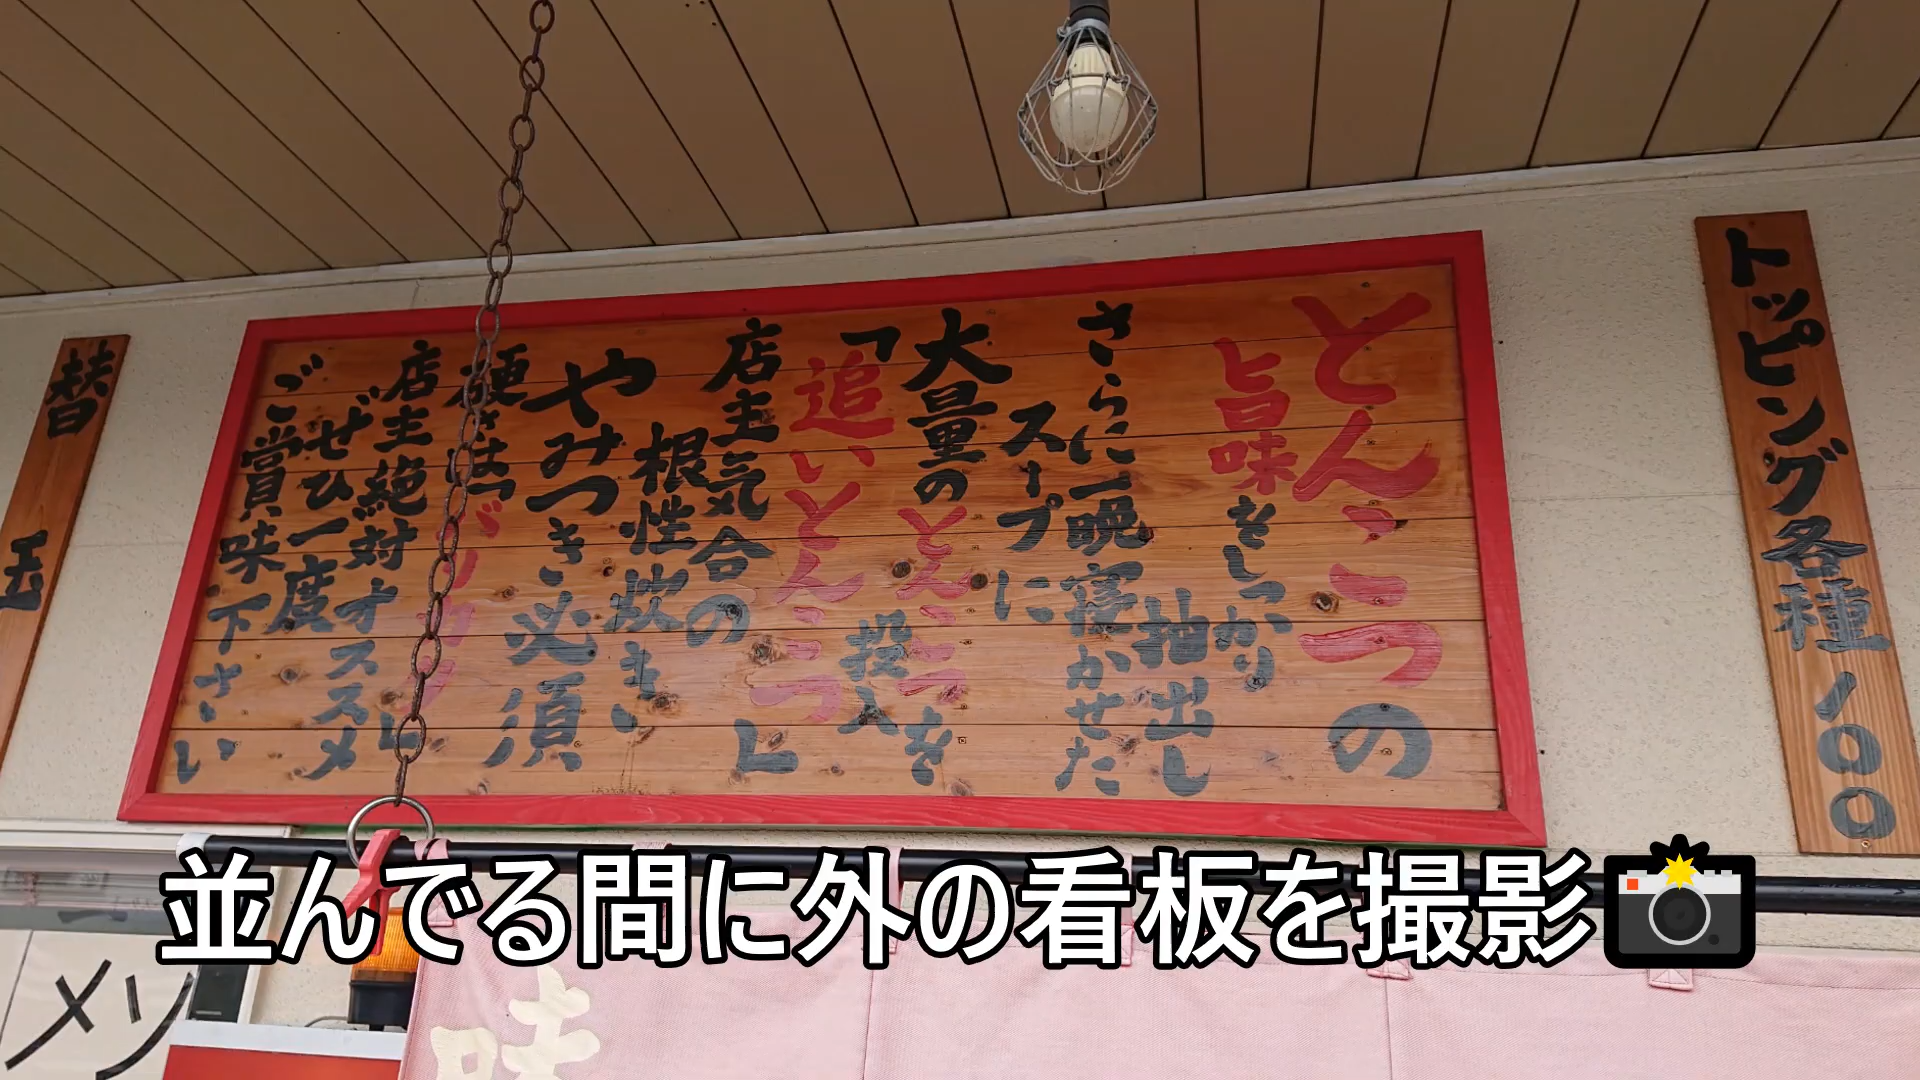 トッピング各種100
とんこつの
旨味をしっかり
抽出し
さらに一晩寝かせた
スープに
大量のとんこつを
投入
「追いとんこつ」
店主気合の
根性炊き
やみつき必須
硬さは「バリカタ」
店主絶対オススメ
ぜひ一度
ご賞味下さい
替玉
並んでる間に外の看板を撮影📸
メン
味